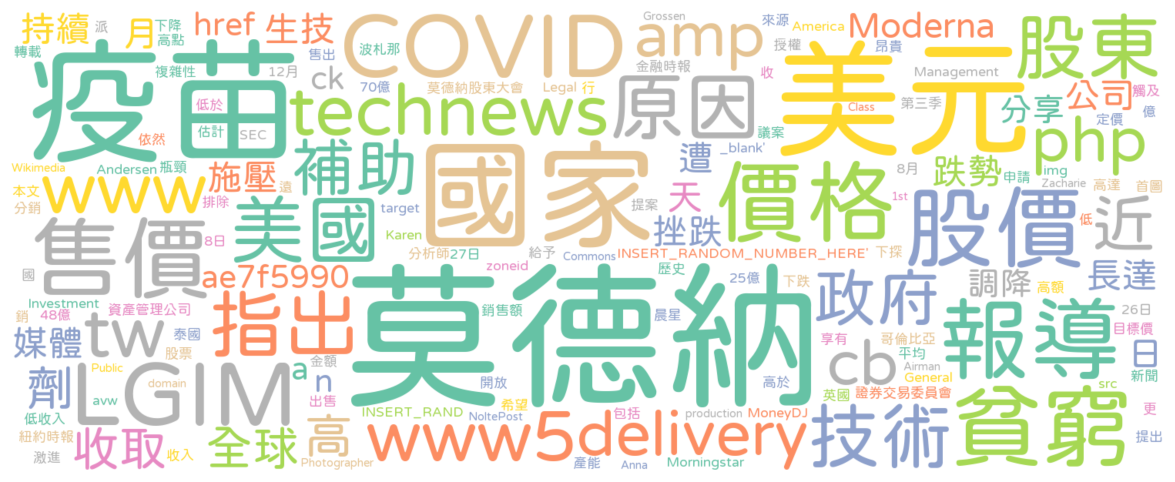 持續
派
月
下降
高點
href
生技
售出
COVID
波札那
Grossen
amp
來源
America
Moderna
股東
轉載
疫苗
複雜性
12月
ck
70億
莫德納股東大會
金融時報
Legal
行
授權
收
昂貴
Management
美元
Class
第三季
分享
公司
觸及
億
定價
低於
估計
SEC
依然
technews
原因
議案
php
Wikimedia
Andersen
瓶頸
補助
國家
遭
_blank'
價格
8月
跌勢
申請
img
Zacharie
高達
首圖
本文
分銷
www
施壓
排除
遠
美國
target
Karen
提案
天
1st
股價
低
近
售價
8日
分析師
27日
給予
挫跌
Commons
INSERT_RANDOM_NUMBER_HERE'
下探
國
ae7f5990
zoneid
歷史
25億
下跌
政府
調降
長達
高額
Investment
48億
資產管理公司
指出
莫德納
銷售額
晨星
26日
目標價
銷
媒體
tw
泰國
股票
LGIM
金額
a
n
開放
高於
享有
哥倫比亞
平均
cb
Airman
報導
日
新聞
Public
domain
劑
avw
出售
INSERT_RAND
NoltePost
希望
包括
production
MoneyDJ
英國
General
證券交易委員會
src
低收入
紐約時報
激進
收取
收入
全球
高
Photographer
www5delivery
產能
Anna
Morningstar
技術
貧窮
更
提出